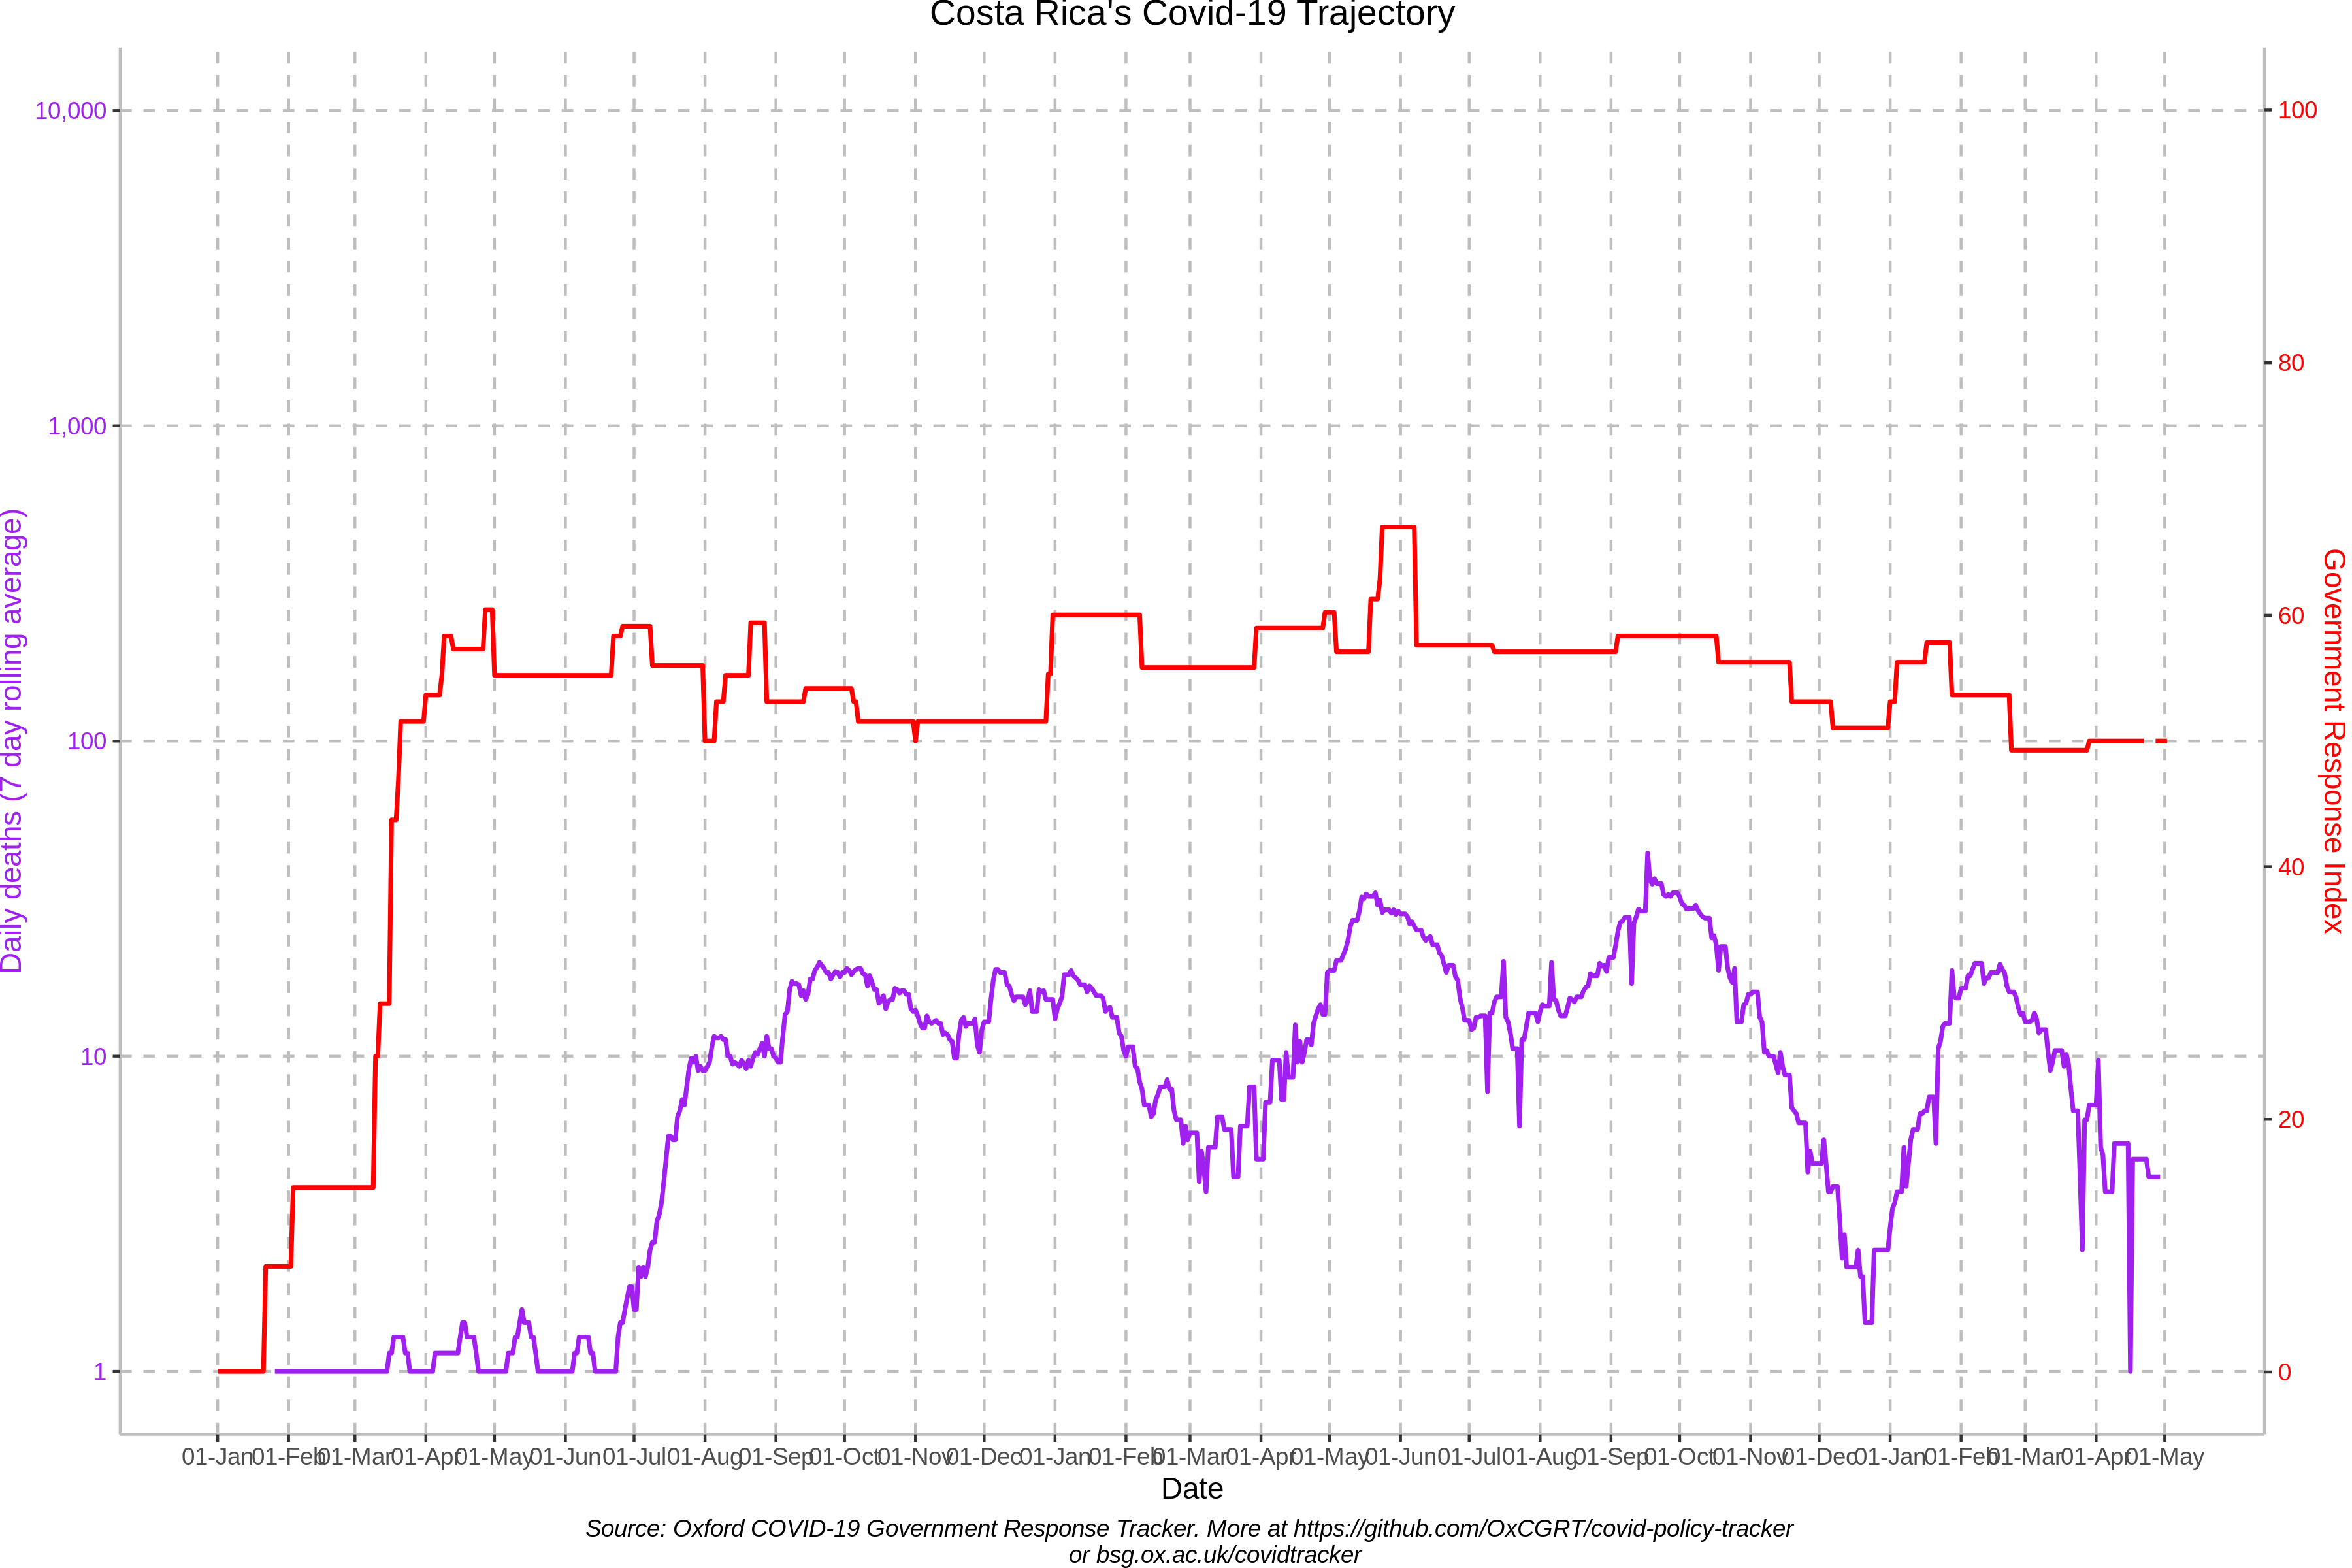 Costa Rica's Covid-19 Trajectory
10,000
1,000
100
10
1
Daily deaths (7 day rolling average)
100
80
60
40
20
0
Government Response Index
01-Jan 01-Feb 01-Mar 01-Apr 01-May 01-Jun 01-Jul 01-Aug 01-Sep 01-Oct 01-Nov 01-Dec 01-Jan 01-Feb 01-Mar 01-Apr 01-May 01-Jun 01-Jul 01-Aug 01-Sep 01-Oct 01-Nov 01-Dec 01-Jan 01-Feb 01-Mar 01-Apr 01-May
Date
Source: Oxford COVID-19 Government Response Tracker. More at https://github.com/OxCGRT/covid-policy-tracker
or bsg.ox.ac.uk/covidtracker